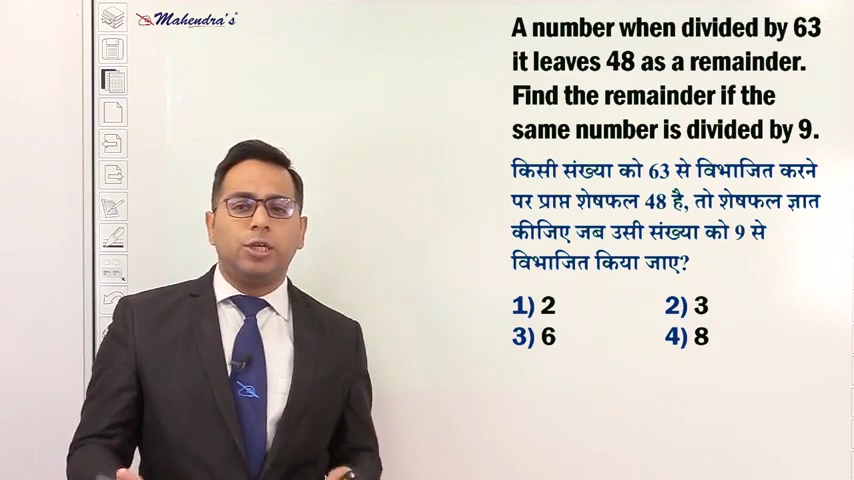 Mahendra's
A number when divided by 63
it leaves 48 as a remainder.
Find the remainder if the
same number is divided by 9.
किसी संख्या को 63 से विभाजित करने
पर प्राप्त शेषफल 48 है, तो शेषफल ज्ञात
कीजिए जब उसी संख्या को 9 से
विभाजित किया जाए?
1) 2 2) 3
3) 6 4) 8